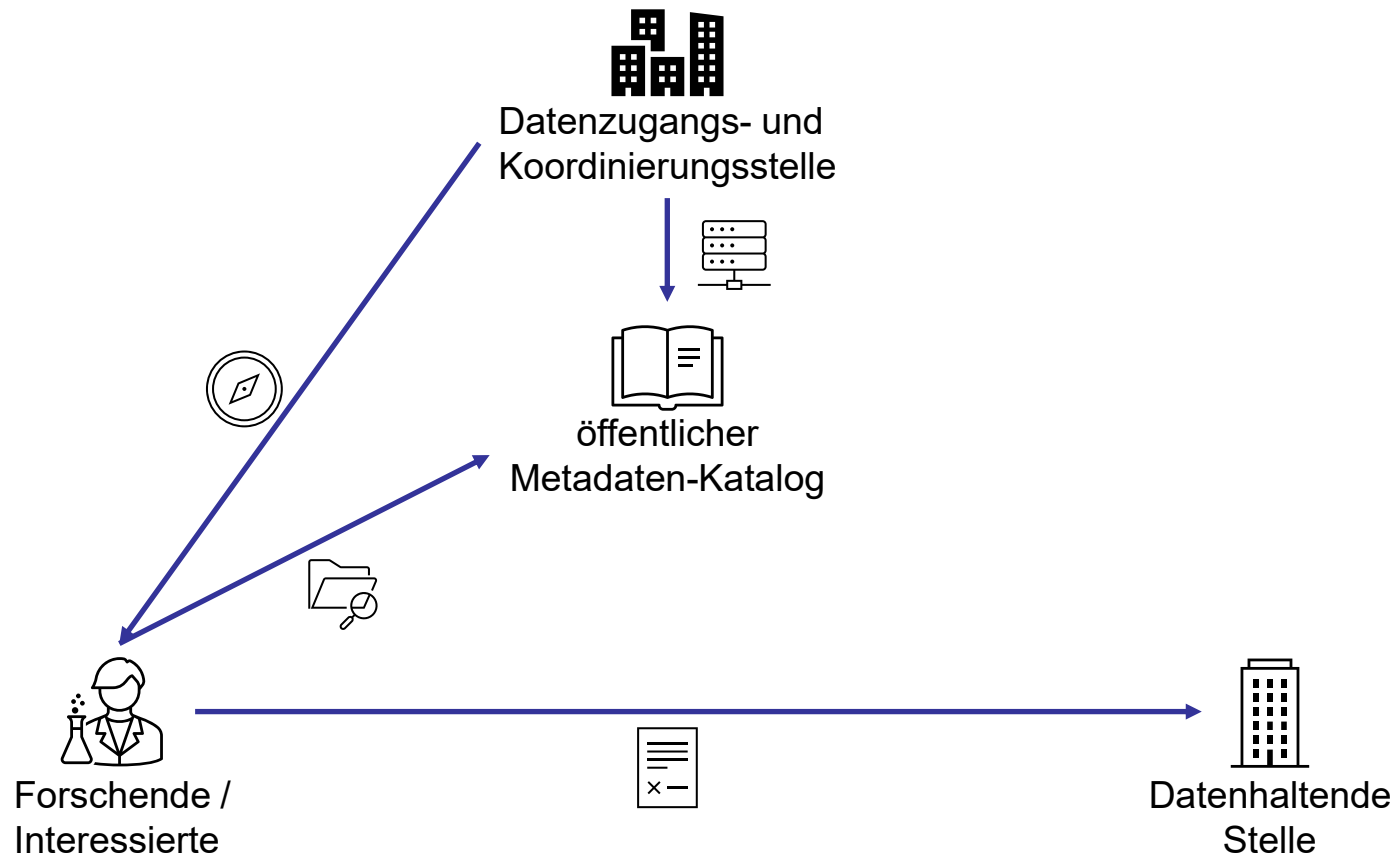 Datenzugangs- und
Koordinierungsstelle
öffentlicher
Metadaten-Katalog
Forschende /
Interessierte
Datenhaltende
Stelle